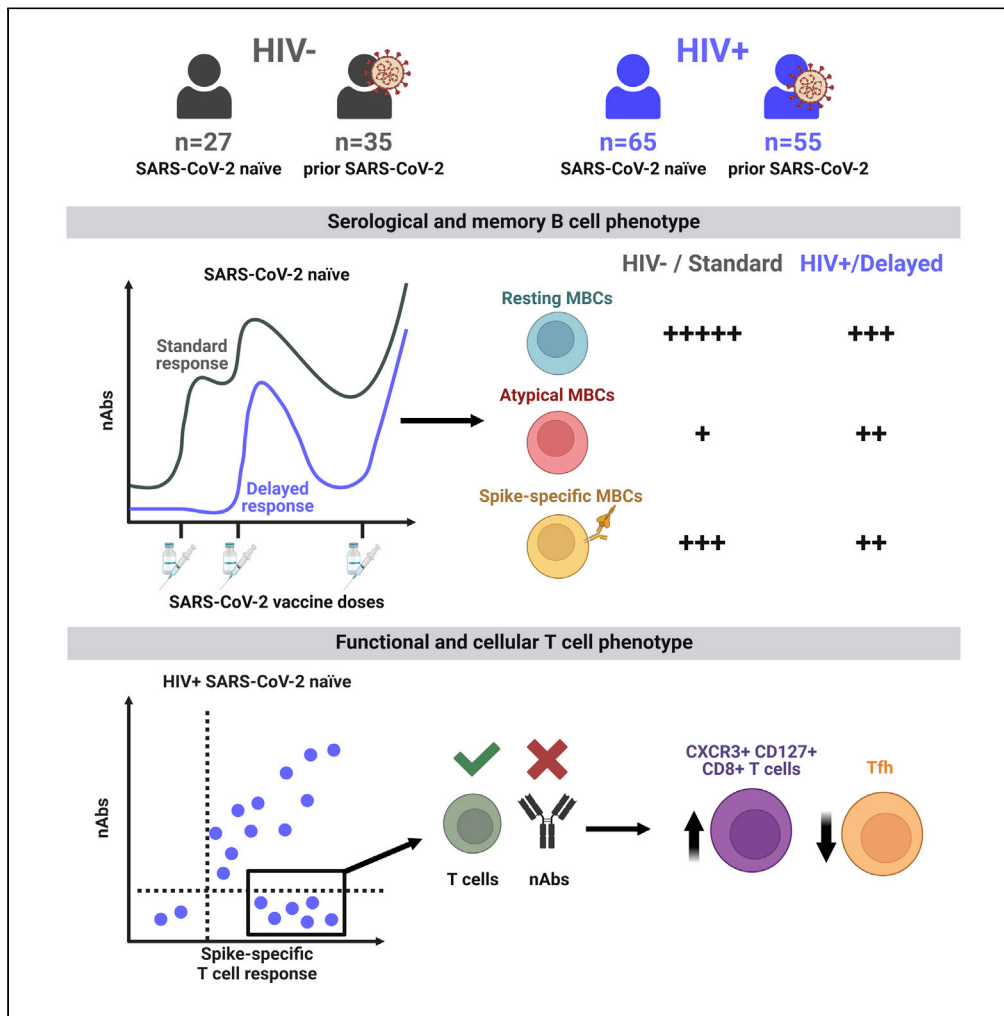 HIV-
HIV+
n=27
n=35
n=65
n=55
SARS-CoV-2 naïve
prior SARS-CoV-2
SARS-CoV-2 naïve
prior SARS-CoV-2
Serological and memory B cell phenotype
SARS-CoV-2 naïve
nAbs
Standard
response
Delayed
response
SARS-CoV-2 vaccine doses
HIV- / Standard
HIV+/Delayed
Resting MBCs
+++++
+++
Atypical MBCs
+
++
Spike-specific MBCs
+++
++
Functional and cellular T cell phenotype
HIV+ SARS-CoV-2 naïve
nAbs
Spike-specific
T cell response
T cells
nAbs
CXCR3+ CD127+
CD8+ T cells
Tfh